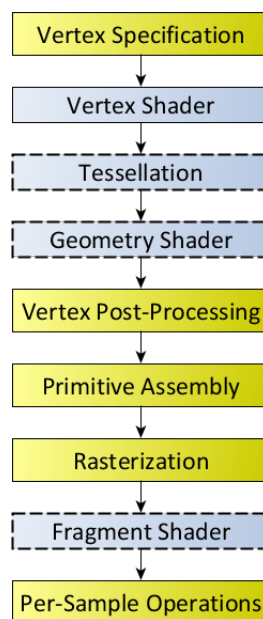 Vertex Specification
Vertex Shader
Tessellation
Geometry Shader
Vertex Post-Processing
Primitive Assembly
Rasterization
Fragment Shader
Per-Sample Operations